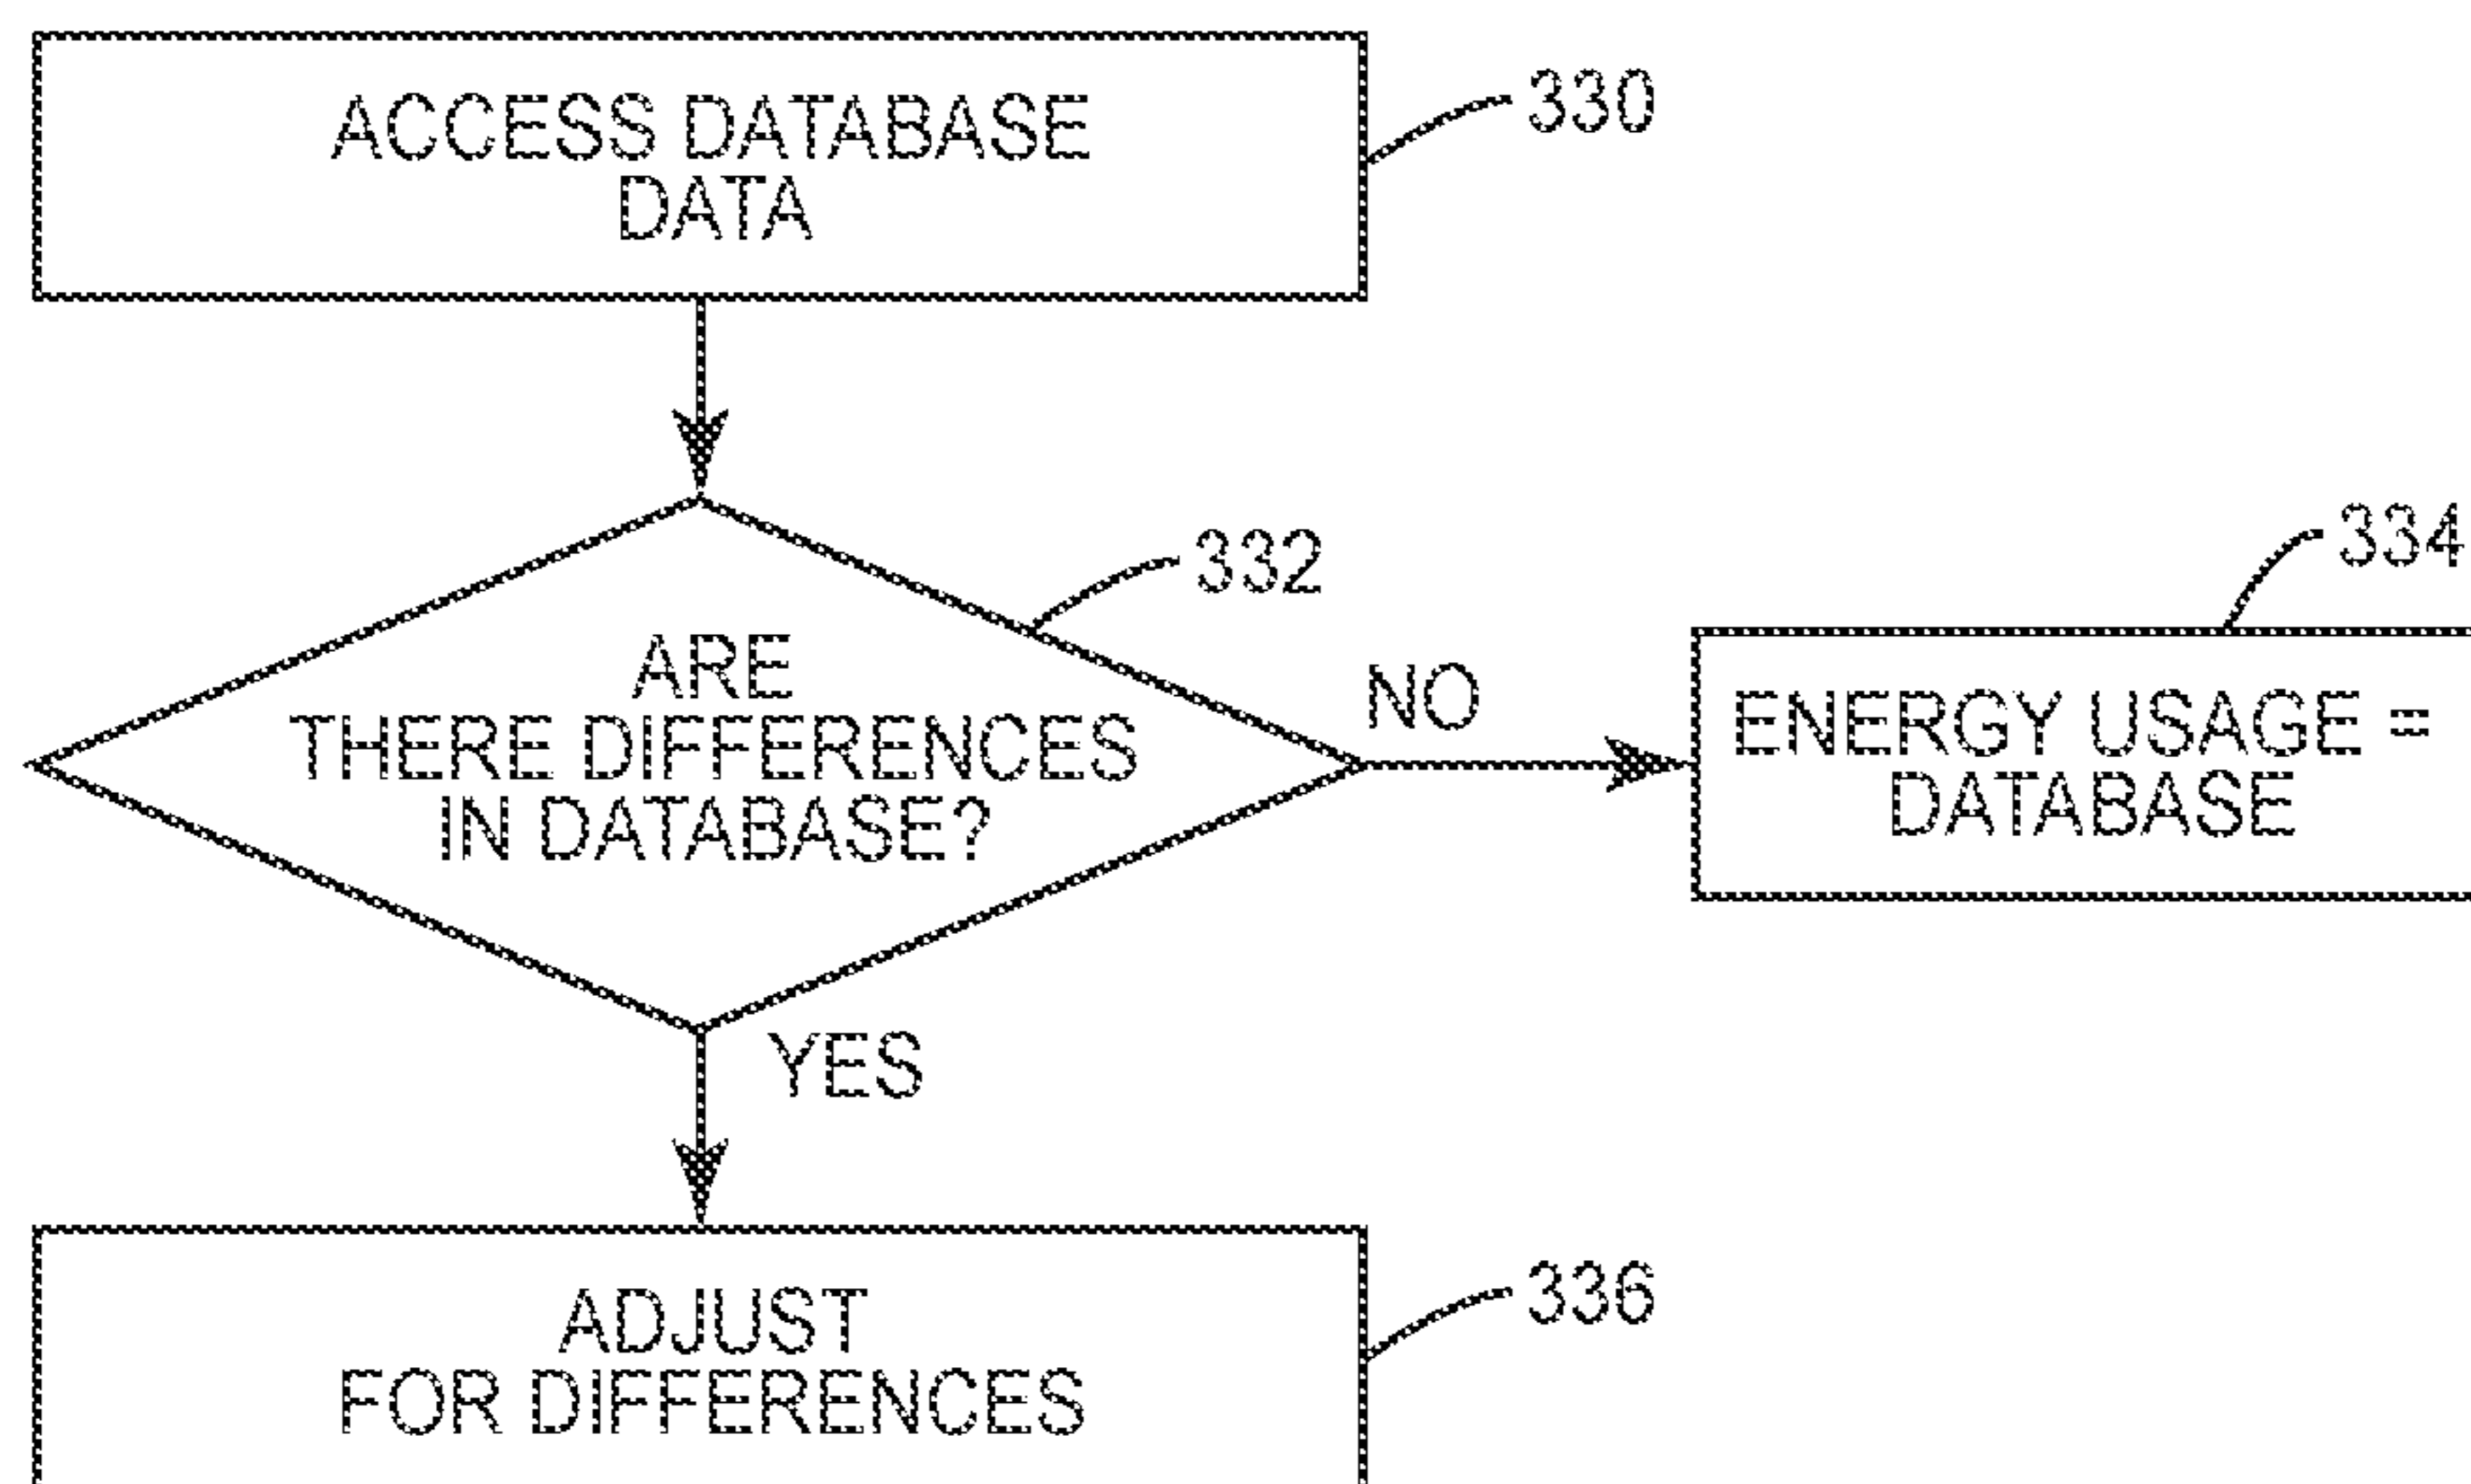 ACCESS DATABASE
DATA
330
332
ARE
THERE DIFFERENCES
IN DATABASE?
NO
334
ENERGY USAGE =
DATABASE
YES
ADJUST
FOR DIFFERENCES
336